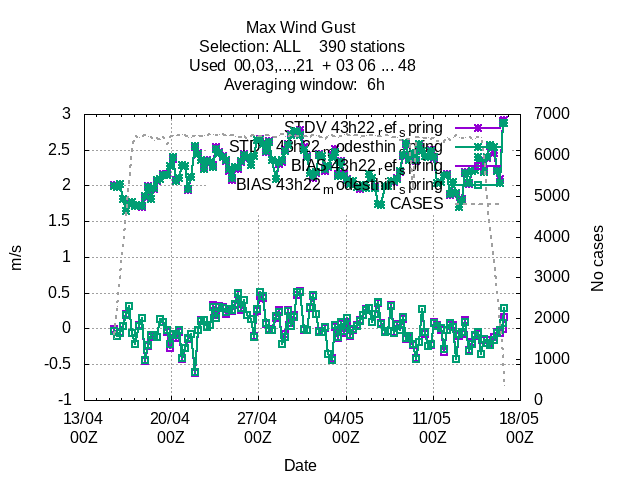 Max Wind Gust
Selection: ALL 390 stations
Used 00,03,...,21 + 03 06 ... 48
Averaging window: 6h
3
2.5
2
1.5
1
0.5
0
-0.5
-1
7000
6000
5000
4000
3000
2000
1000
0
STDV 43h22_ref_spring
STDV 43h22_modesthin_spring
BIAS 43h22_ref_spring
BIAS 43h22_modesthin_spring
CASES
m/s
No cases
13/04 20/04 27/04 04/05 11/05 18/05
00Z 00Z 00Z 00Z 00Z 00Z
Date